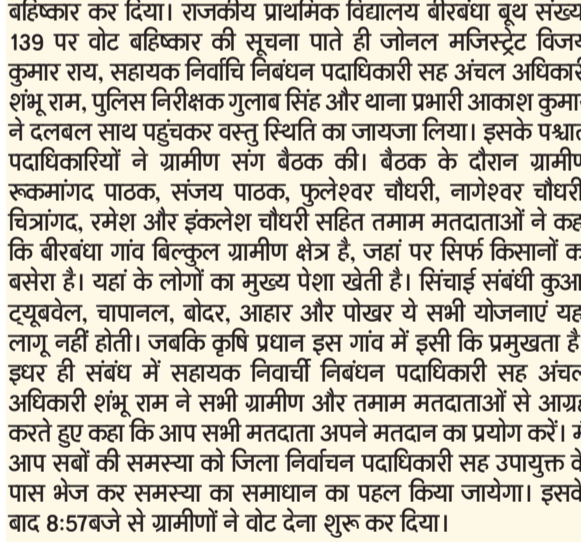 बहिष्कार कर दिया। राजकीय प्राथमिक विद्यालय बीरबंधा बूथ संख्य
139 पर वोट बहिष्कार की सूचना पाते ही जोनल मजिस्ट्रेट विजय
कुमार राय, सहायक निर्वाचि निबंधन पदाधिकारी सह अंचल अधिकार
शंभू राम, पुलिस निरीक्षक गुलाब सिंह और थाना प्रभारी आकाश कुमा
ने दलबल साथ पहुंचकर वस्तु स्थिति का जायजा लिया। इसके पश्चात
पदाधिकारियों ने ग्रामीण संग बैठक की। बैठक के दौरान ग्रामीण
रूकमांगद पाठक, संजय पाठक, फुलेश्वर चौधरी, नागेश्वर चौधरी
चित्रांगद, रमेश और इंकलेश चौधरी सहित तमाम मतदाताओं ने कह
कि बीरबंधा गांव बिल्कुल ग्रामीण क्षेत्र है, जहां पर सिर्फ किसानों क
बसेरा है। यहां के लोगों का मुख्य पेशा खेती है। सिंचाई संबंधी कुआ
ट्यूबवेल, चापानल, बोदर, आहार और पोखर ये सभी योजनाएं यह
लागू नहीं होती। जबकि कृषि प्रधान इस गांव में इसी कि प्रमुखता है
इधर ही संबंध में सहायक निवार्ची निबंधन पदाधिकारी सह अंचल
अधिकारी शंभू राम ने सभी ग्रामीण और तमाम मतदाताओं से आग्रह
करते हुए कहा कि आप सभी मतदाता अपने मतदान का प्रयोग करें।
आप सबों की समस्या को जिला निर्वाचन पदाधिकारी सह उपायुक्त के
पास भेज कर समस्या का समाधान का पहल किया जायेगा। इसके
बाद 8:57बजे से ग्रामीणों ने वोट देना शुरू कर दिया।